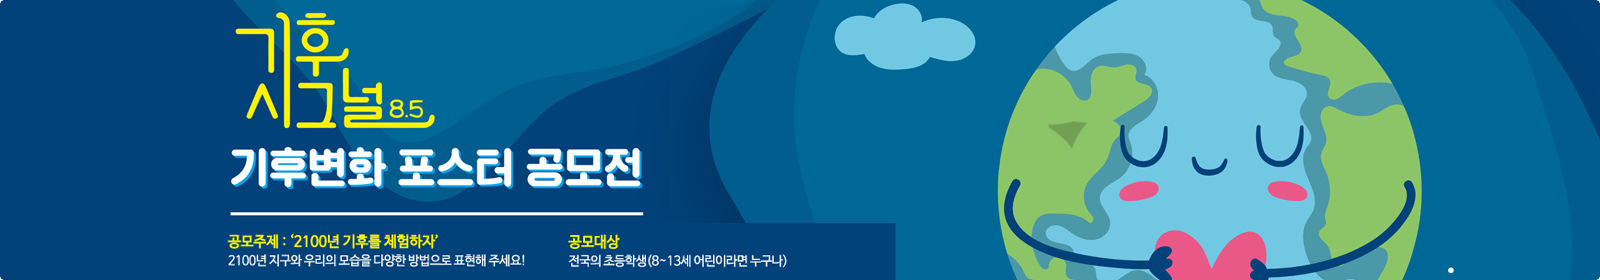 기후
시그널 8.5
기후변화 포스터 공모전
공모주제 : ‘2100년 기후를 체험하자’
2100년 지구와 우리의 모습을 다양한 방법으로 표현해 주세요!
공모대상
전국의 초등학생(8~13세 어린이라면 누구나)